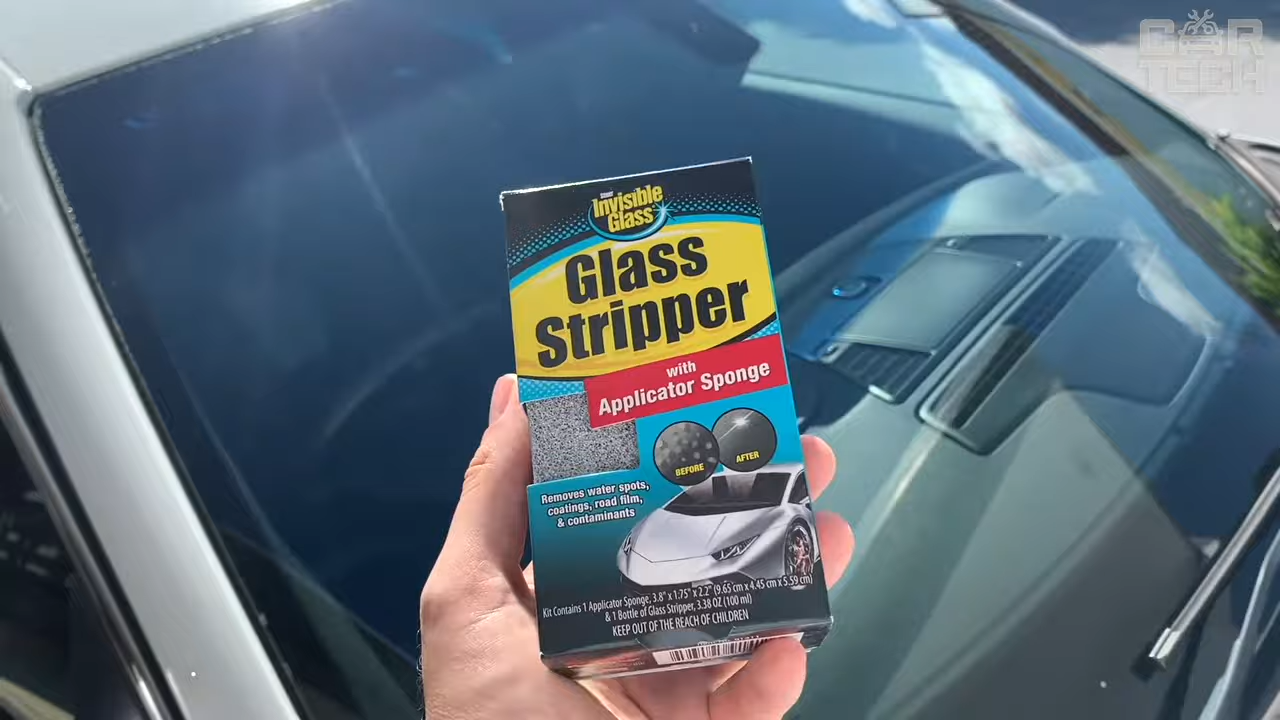 CAR
TECH
STONER
Invisible
Glass
Glass
Stripper
with
Applicator Sponge
BEFORE
AFTER
Removes water spots,
coatings, road film,
& contaminants
Kit Contains 1 Applicator Sponge, 3.8" x 1.75" x 2.2" (9.65 cm x 4.45 cm x 5.59 cm)
& 1 Bottle of Glass Stripper, 3.38 OZ (100 ml)
KEEP OUT OF THE REACH OF CHILDREN